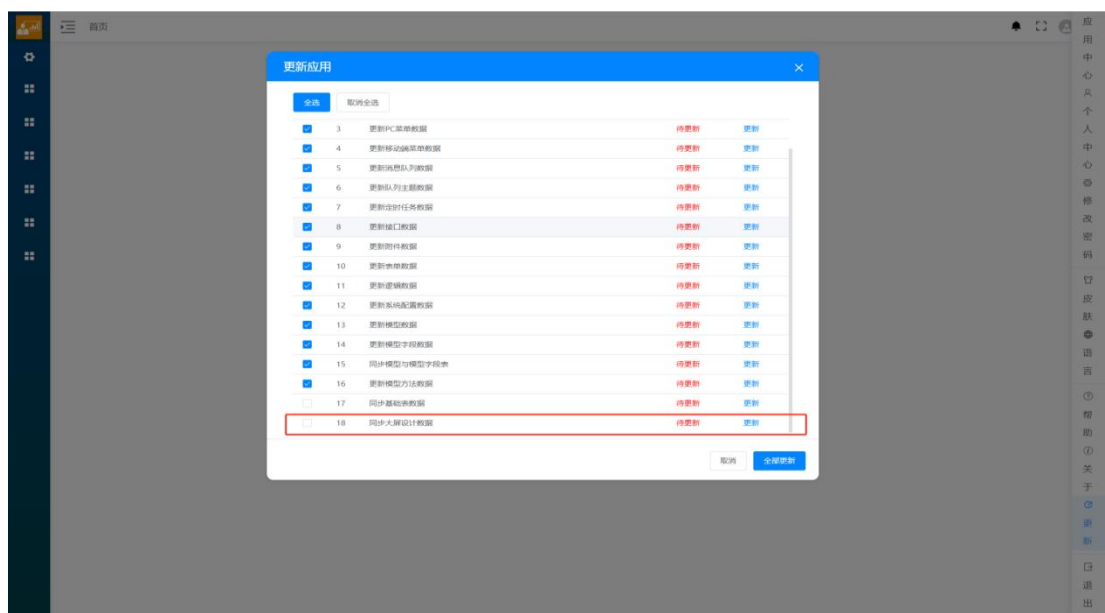 首页
更新应用
全选 取消全选
3 更新PC菜单数据 待更新 更新
4 更新移动端菜单数据 待更新 更新
5 更新消息队列数据 待更新 更新
6 更新队列主题数据 待更新 更新
7 更新定时任务数据 待更新 更新
8 更新接口数据 待更新 更新
9 更新附件数据 待更新 更新
10 更新表单数据 待更新 更新
11 更新逻辑数据 待更新 更新
12 更新系统配置数据 待更新 更新
13 更新模型数据 待更新 更新
14 更新模型字段数据 待更新 更新
15 同步模型与模型字段表 待更新 更新
16 更新模型方法数据 待更新 更新
17 同步基础表数据 待更新 更新
18 同步大屏设计数据 待更新 更新
取消 全部更新
应用中心
个人中心
修改密码
皮肤
语言
帮助
关于
更新
退出